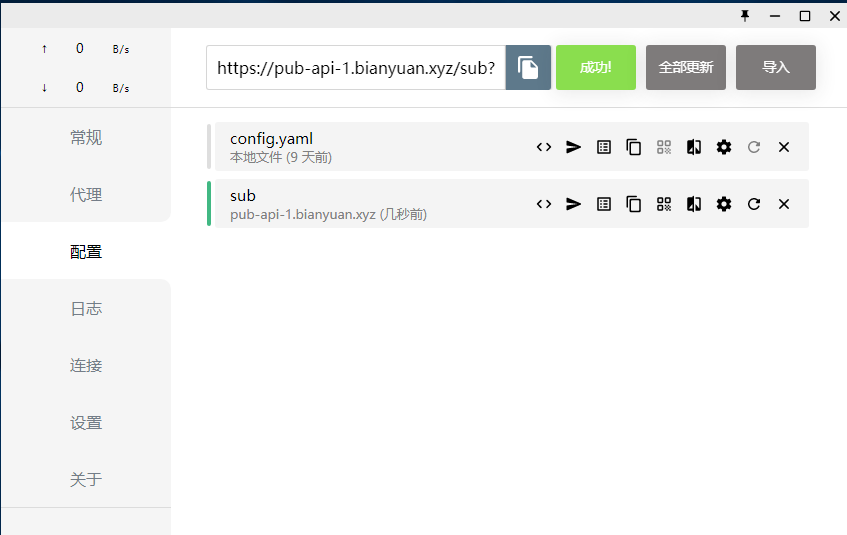 ↑ 0 B/s
↓ 0 B/s
常规
代理
配置
日志
连接
设置
关于
https://pub-api-1.bianyuan.xyz/sub?
成功!
全部更新
导入
config.yaml
本地文件 (9 天前)
sub
pub-api-1.bianyuan.xyz (几秒前)